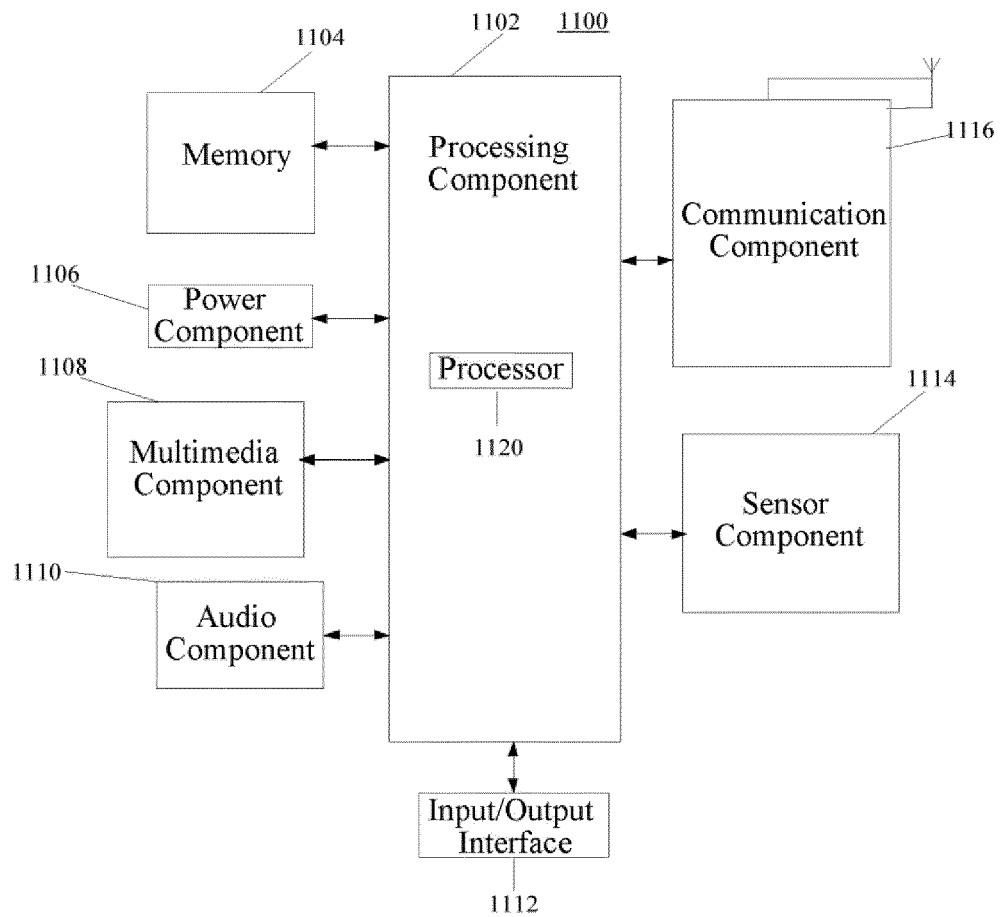 1102
1100
1104
1116
Memory
Processing
Component
Communication
Component
1106
Power
Component
Processor
1108
1114
1120
Multimedia
Component
Sensor
Component
1110
Audio
Component
Input/Output
Interface
1112